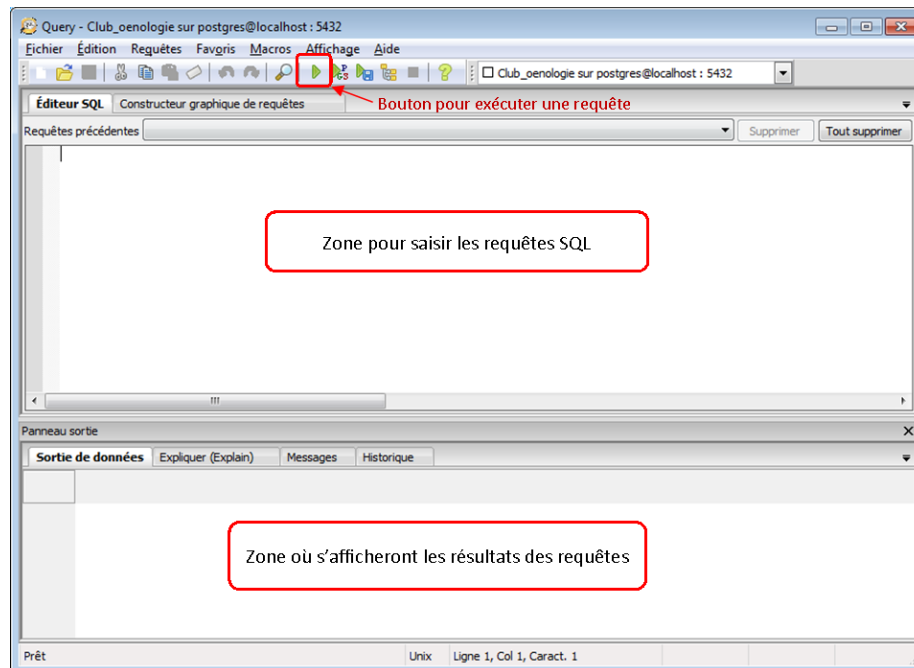 Query - Club_oenologie sur postgres@localhost : 5432
Fichier Édition Requêtes Favoris Macros Affichage Aide
Club_oenologie sur postgres@localhost : 5432
Éditeur SQL Constructeur graphique de requêtes
Bouton pour exécuter une requête
Requêtes précédentes Supprimer Tout supprimer
Zone pour saisir les requêtes SQL
Panneau sortie
Sortie de données Expliquer (Explain) Messages Historique
Zone où s'afficheront les résultats des requêtes
Prêt Unix Ligne 1, Col 1, Caract. 1